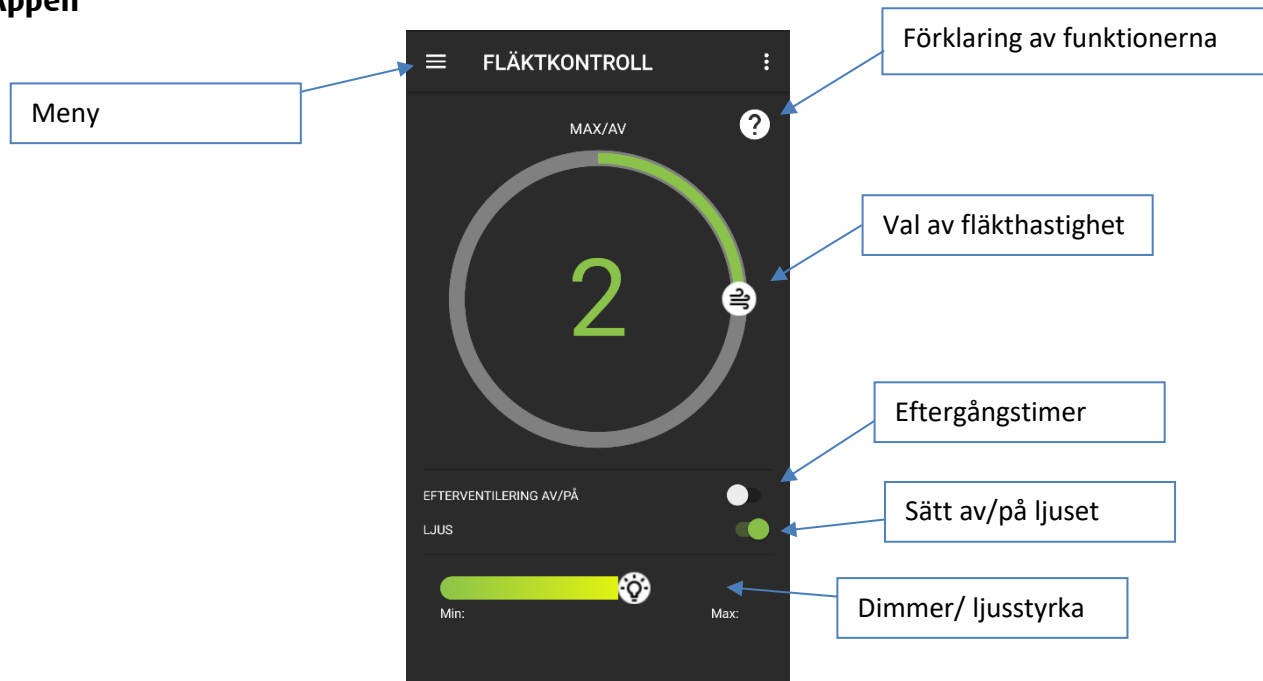 Appen
Förklaring av funktionerna
FLÄKTKONTROLL
Meny
MAX/AV
?
Val av fläkthastighet
2
Eftergångstimer
EFTERVENTILERING AV/PÅ
Sätt av/på ljuset
LJUS
Dimmer/ ljusstyrka
Min:
Max: